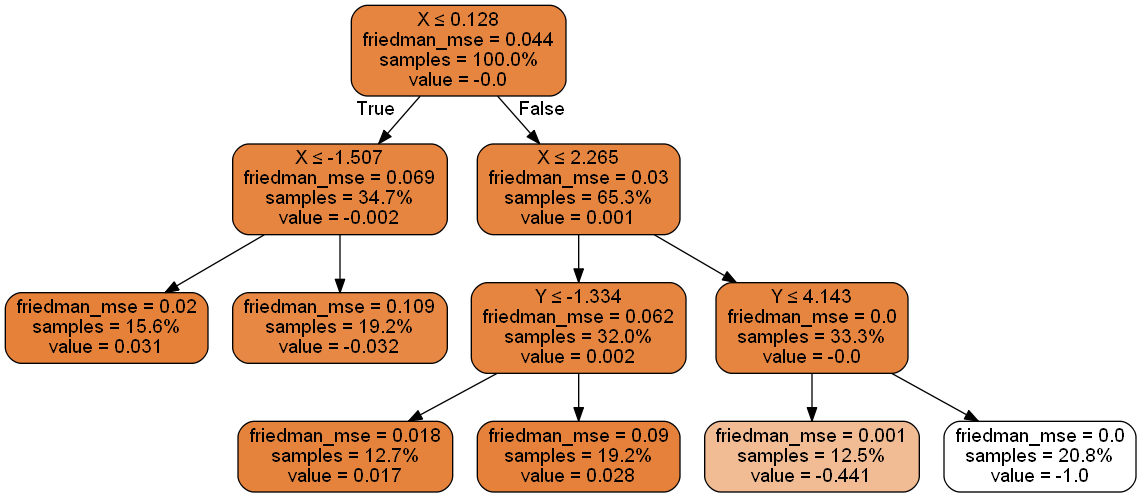 X ≤ 0.128
friedman_mse = 0.044
samples = 100.0%
value = -0.0
True
False
X ≤ -1.507
friedman_mse = 0.069
samples = 34.7%
value = -0.002
X ≤ 2.265
friedman_mse = 0.03
samples = 65.3%
value = 0.001
friedman_mse = 0.02
samples = 15.6%
value = 0.031
friedman_mse = 0.109
samples = 19.2%
value = -0.032
Y ≤ -1.334
friedman_mse = 0.062
samples = 32.0%
value = 0.002
Y ≤ 4.143
friedman_mse = 0.0
samples = 33.3%
value = -0.0
friedman_mse = 0.018
samples = 12.7%
value = 0.017
friedman_mse = 0.09
samples = 19.2%
value = 0.028
friedman_mse = 0.001
samples = 12.5%
value = -0.441
friedman_mse = 0.0
samples = 20.8%
value = -1.0